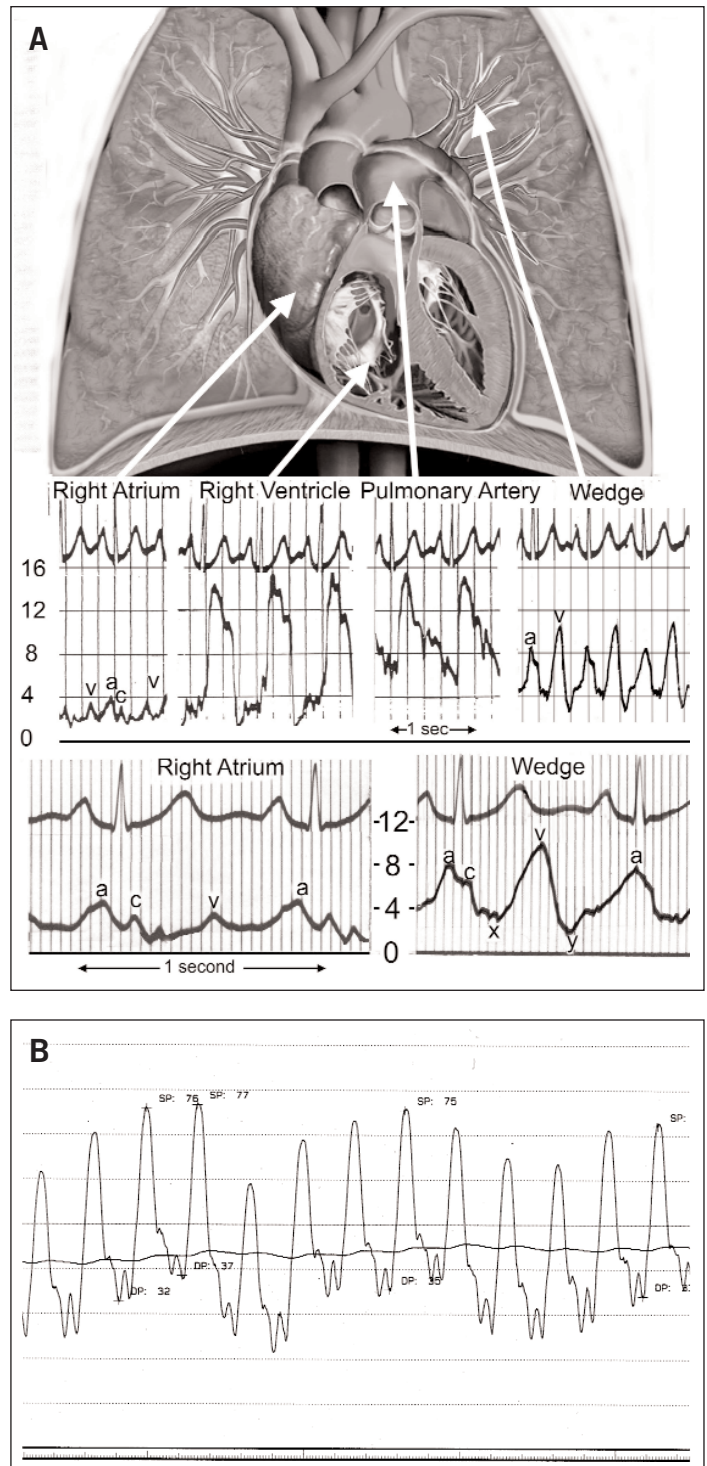 A
Right Atrium Right Ventricle Pulmonary Artery Wedge
16
12
8
4
0
v a c v
a v
1 sec
Right Atrium Wedge
a c v a
1 second
-12-
-8-
-4-
0
a c x v y a
B
SP: 76 SP: 77 SP: 75 SP:
DP: 32 DP: 37 DP: 35 DP: